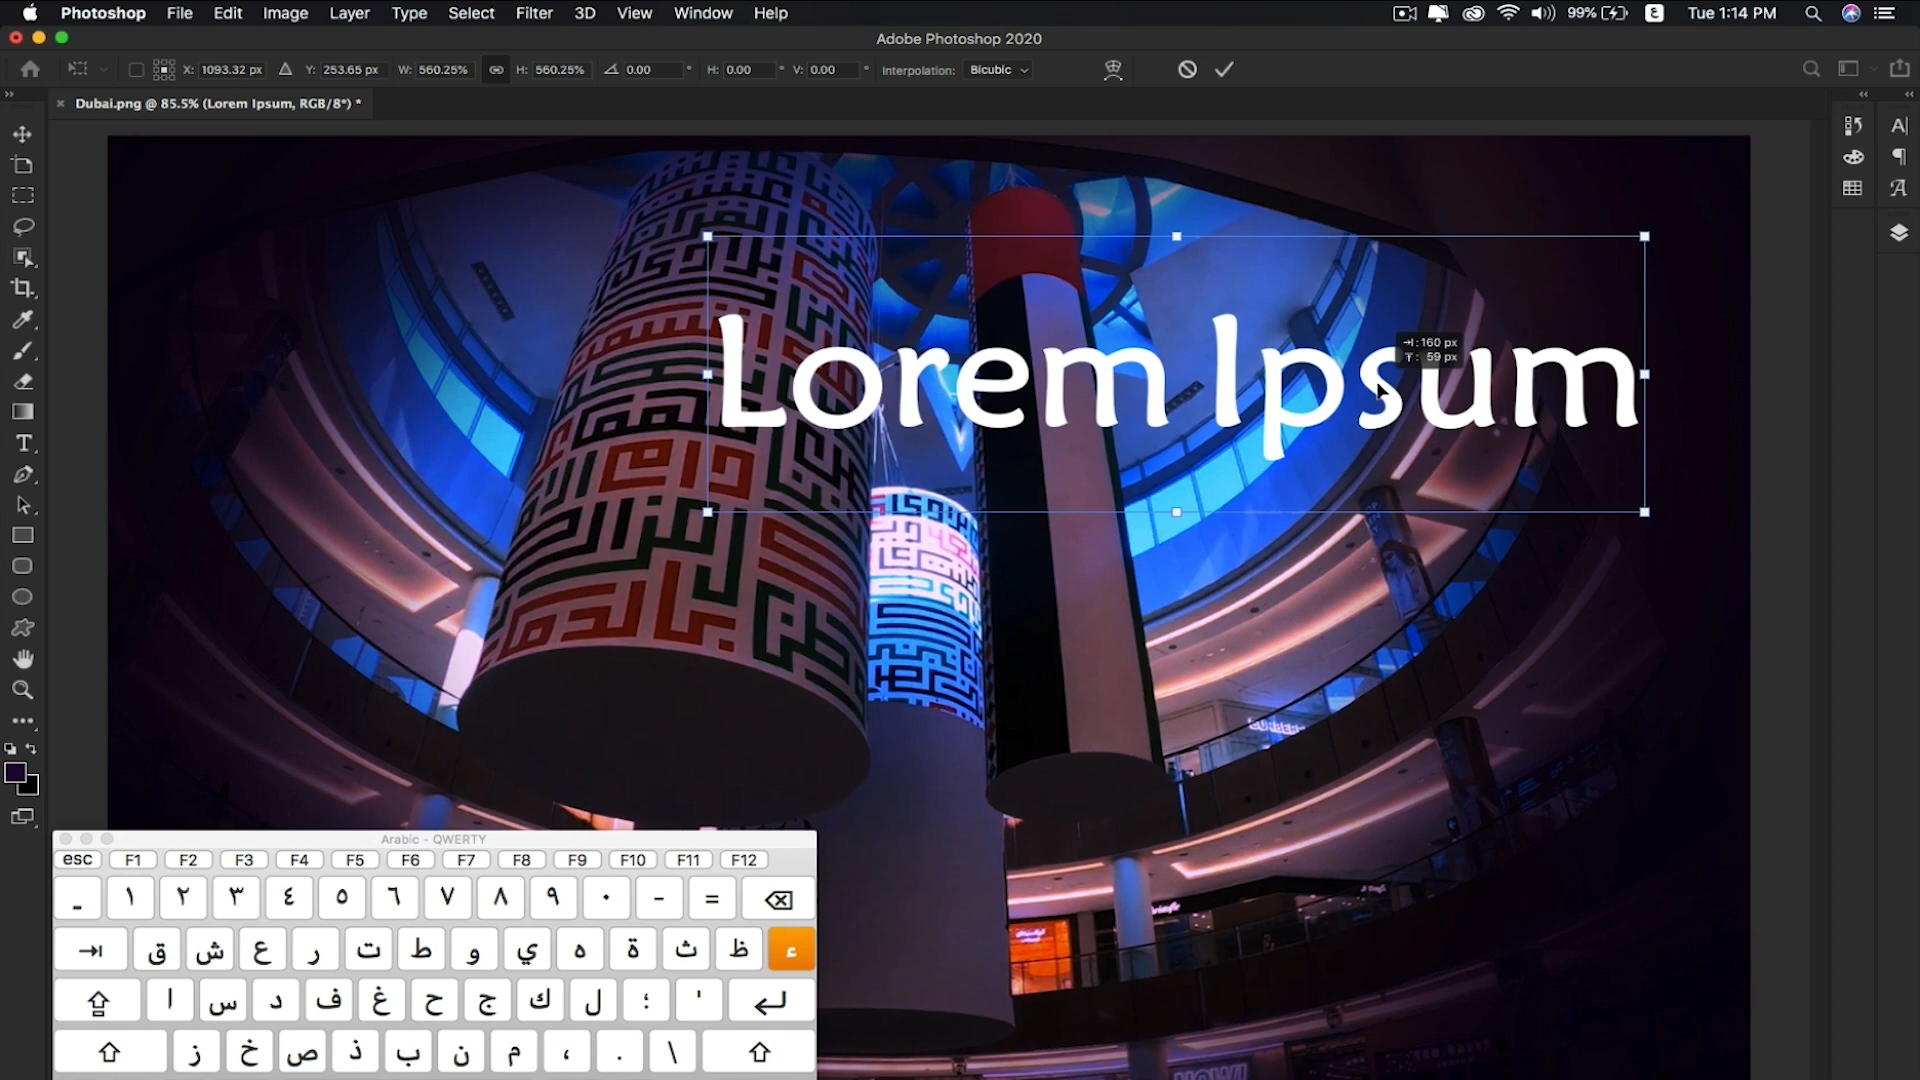 Photoshop File Edit Image Layer Type Select Filter 3D View Window Help 99% ع Tue 1:14 PM
Adobe Photoshop 2020
X: 1093.32 px Y: 253.65 px W: 560.25% H: 560.25% 0.00 ° H: 0.00 ° V: 0.00 ° Interpolation: Bicubic
Dubai.png @ 85.5% (Lorem Ipsum, RGB/8*) *
Lorem Ipsum
: 160 px
: 59 px
Arabic - QWERTY
esc F1 F2 F3 F4 F5 F6 F7 F8 F9 F10 F11 F12
ـ ١ ٢ ٣ ٤ ٥ ٦ ٧ ٨ ٩ ٠ - =
ق ش ع ر ت ط و ي ه ة ث ظ ء
ا س د ف غ ح ج ك ل ؛ '
ز خ ص ذ ب ن م ، . \